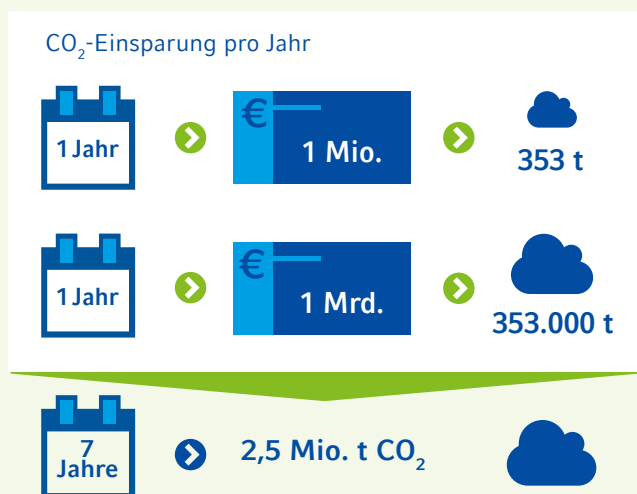 CO₂-Einsparung pro Jahr
1 Jahr
€
1 Mio.
353 t
1 Jahr
€
1 Mrd.
353.000 t
7
Jahre
2,5 Mio. t CO₂